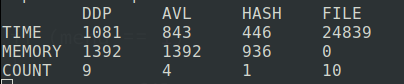 DDP AVL HASH FILE
TIME 1081 843 446 24839
MEMORY 1392 1392 936 0
COUNT 9 4 1 10